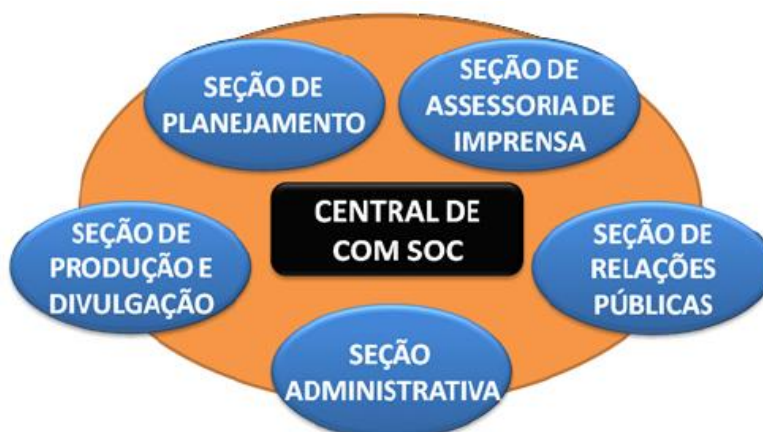 SEÇÃO DE
PLANEJAMENTO
SEÇÃO DE
ASSESSORIA DE
IMPRENSA
CENTRAL DE
COM SOC
SEÇÃO DE
PRODUÇÃO E
DIVULGAÇÃO
SEÇÃO DE
RELAÇÕES
PÚBLICAS
SEÇÃO
ADMINISTRATIVA